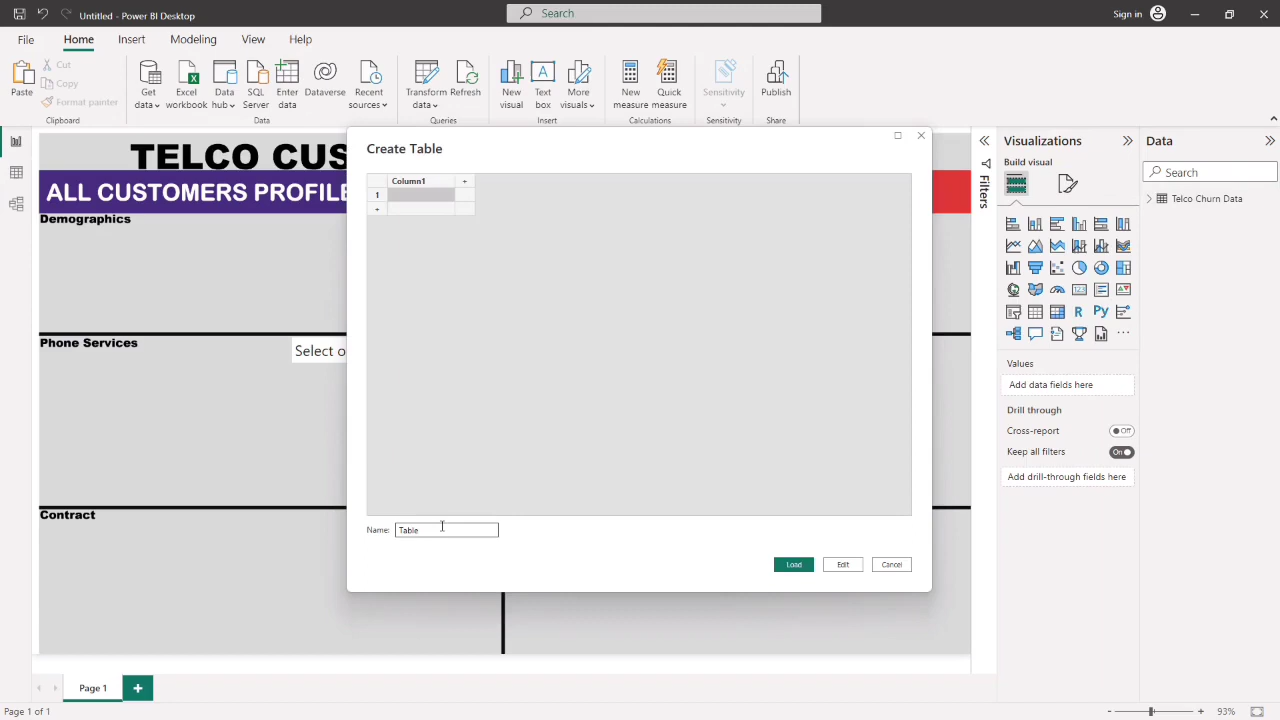 Untitled - Power BI Desktop
Search
Sign in
File
Home
Insert
Modeling
View
Help
Paste
Cut
Copy
Format painter
Clipboard
Get data
Excel workbook
Data hub
SQL Server
Enter data
Dataverse
Recent sources
Data
Transform data
Refresh
Queries
New visual
Text box
More visuals
Insert
New measure
Quick measure
Calculations
Sensitivity
Sensitivity
Publish
Share
TELCO CUS
ALL CUSTOMERS PROFILE
Demographics
Phone Services
Select o
Contract
Create Table
Column1
+
1
+
Name:
Table
Load
Edit
Cancel
Filters
Visualizations
Build visual
R
Py
123
...
Values
Add data fields here
Drill through
Cross-report
Off
Keep all filters
On
Add drill-through fields here
Data
Search
Telco Churn Data
Page 1
+
Page 1 of 1
-
+
93%